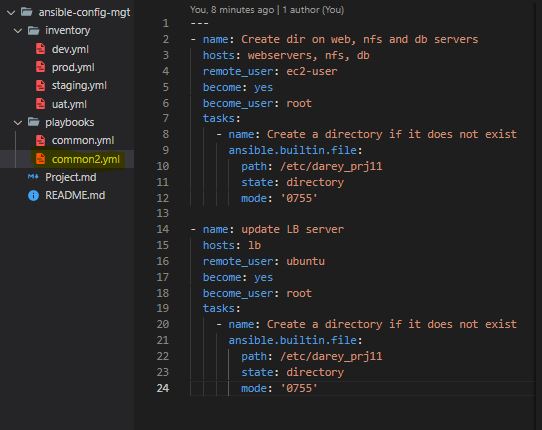 ansible-config-mgt
inventory
dev.yml
prod.yml
staging.yml
uat.yml
playbooks
common.yml
common2.yml
Project.md
README.md
You, 8 minutes ago | 1 author (You)
1 ---
2 - name: Create dir on web, nfs and db servers
3 hosts: webservers, nfs, db
4 remote_user: ec2-user
5 become: yes
6 become_user: root
7 tasks:
8 - name: Create a directory if it does not exist
9 ansible.builtin.file:
10 path: /etc/darey_prj11
11 state: directory
12 mode: '0755'
13
14 - name: update LB server
15 hosts: lb
16 remote_user: ubuntu
17 become: yes
18 become_user: root
19 tasks:
20 - name: Create a directory if it does not exist
21 ansible.builtin.file:
22 path: /etc/darey_prj11
23 state: directory
24 mode: '0755'